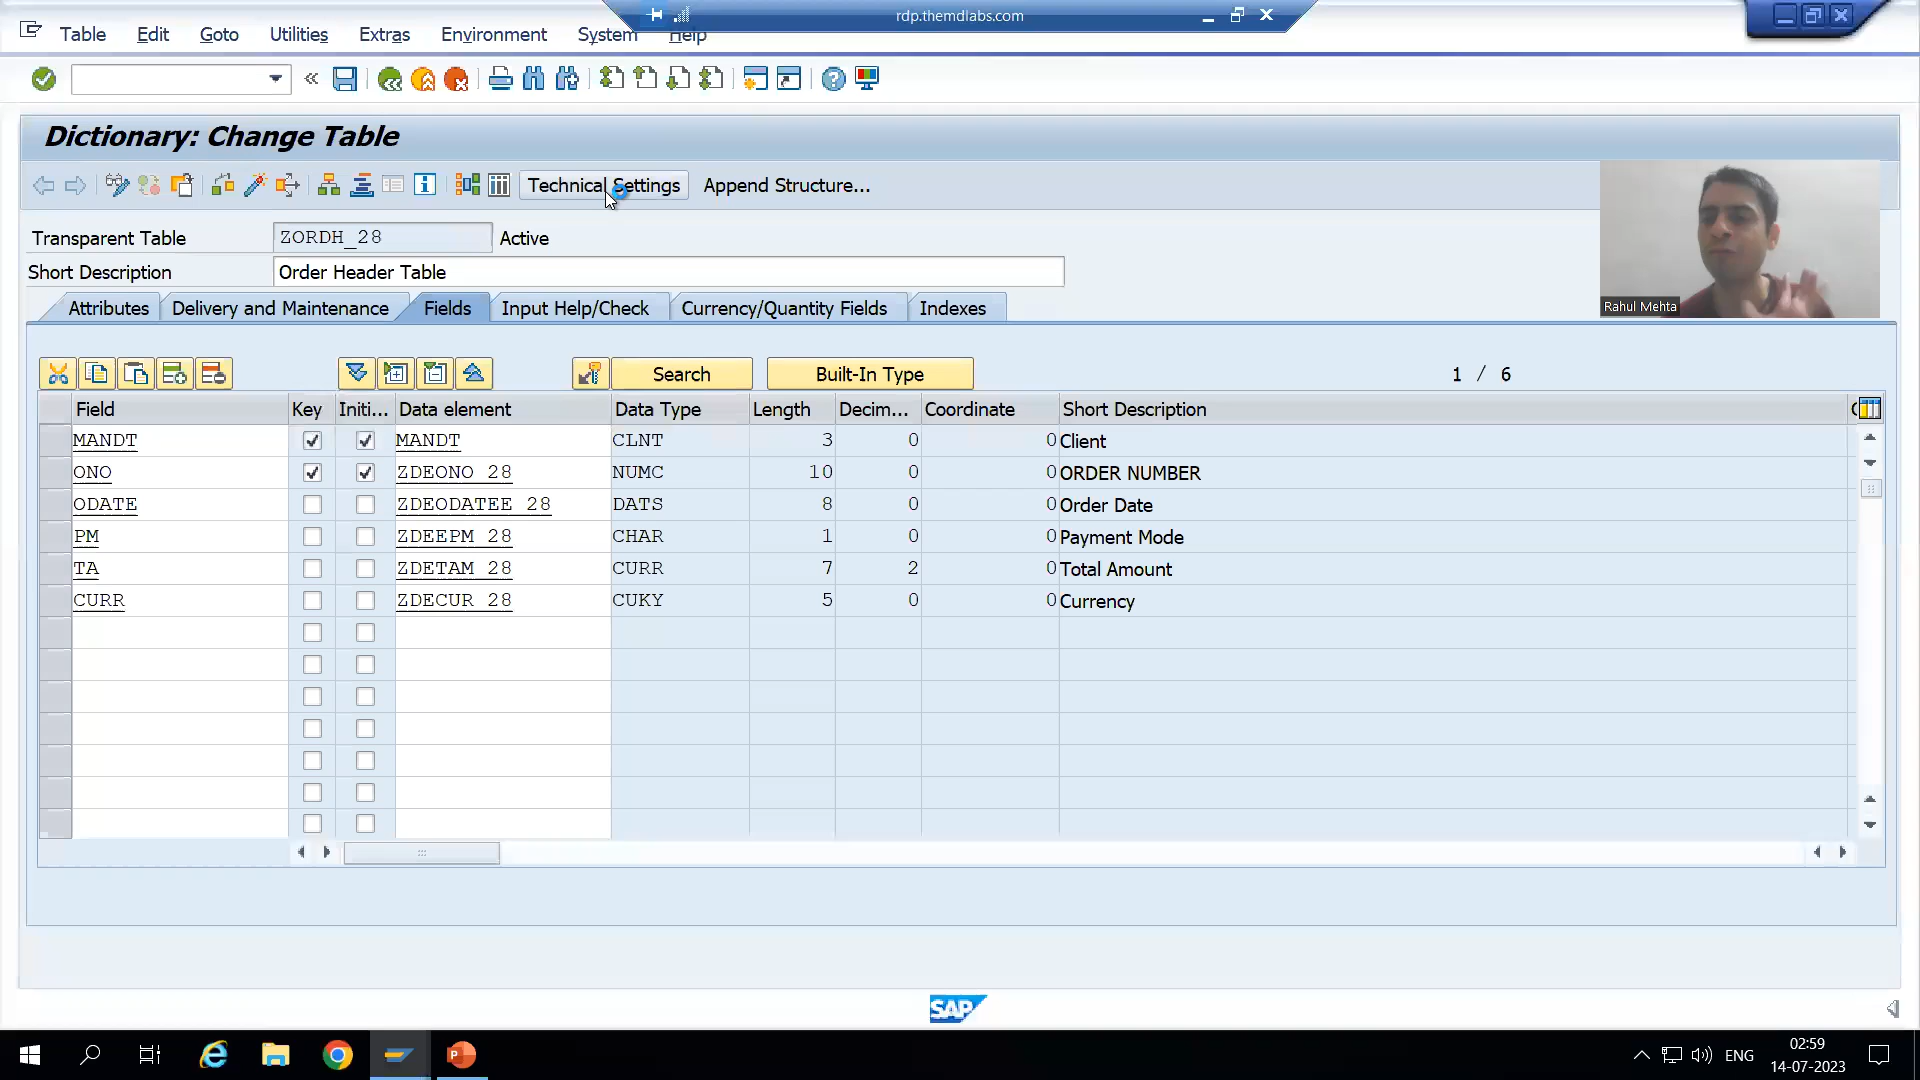 rdp.themdlabs.com
Table Edit Goto Utilities Extras Environment System Help
Dictionary: Change Table
Technical Settings Append Structure...
Transparent Table ZORDH_28 Active
Short Description Order Header Table
Attributes Delivery and Maintenance Fields Input Help/Check Currency/Quantity Fields Indexes
Search Built-In Type 1 / 6
Field Key Initi... Data element Data Type Length Decim... Coordinate Short Description
MANDT MANDT CLNT 3 0 0 Client
ONO ZDEONO_28 NUMC 10 0 0 ORDER NUMBER
ODATE ZDEODATEE_28 DATS 8 0 0 Order Date
PM ZDEEPM_28 CHAR 1 0 0 Payment Mode
TA ZDETAM_28 CURR 7 2 0 Total Amount
CURR ZDECUR_28 CUKY 5 0 0 Currency
Rahul Mehta
SAP
ENG
02:59
14-07-2023